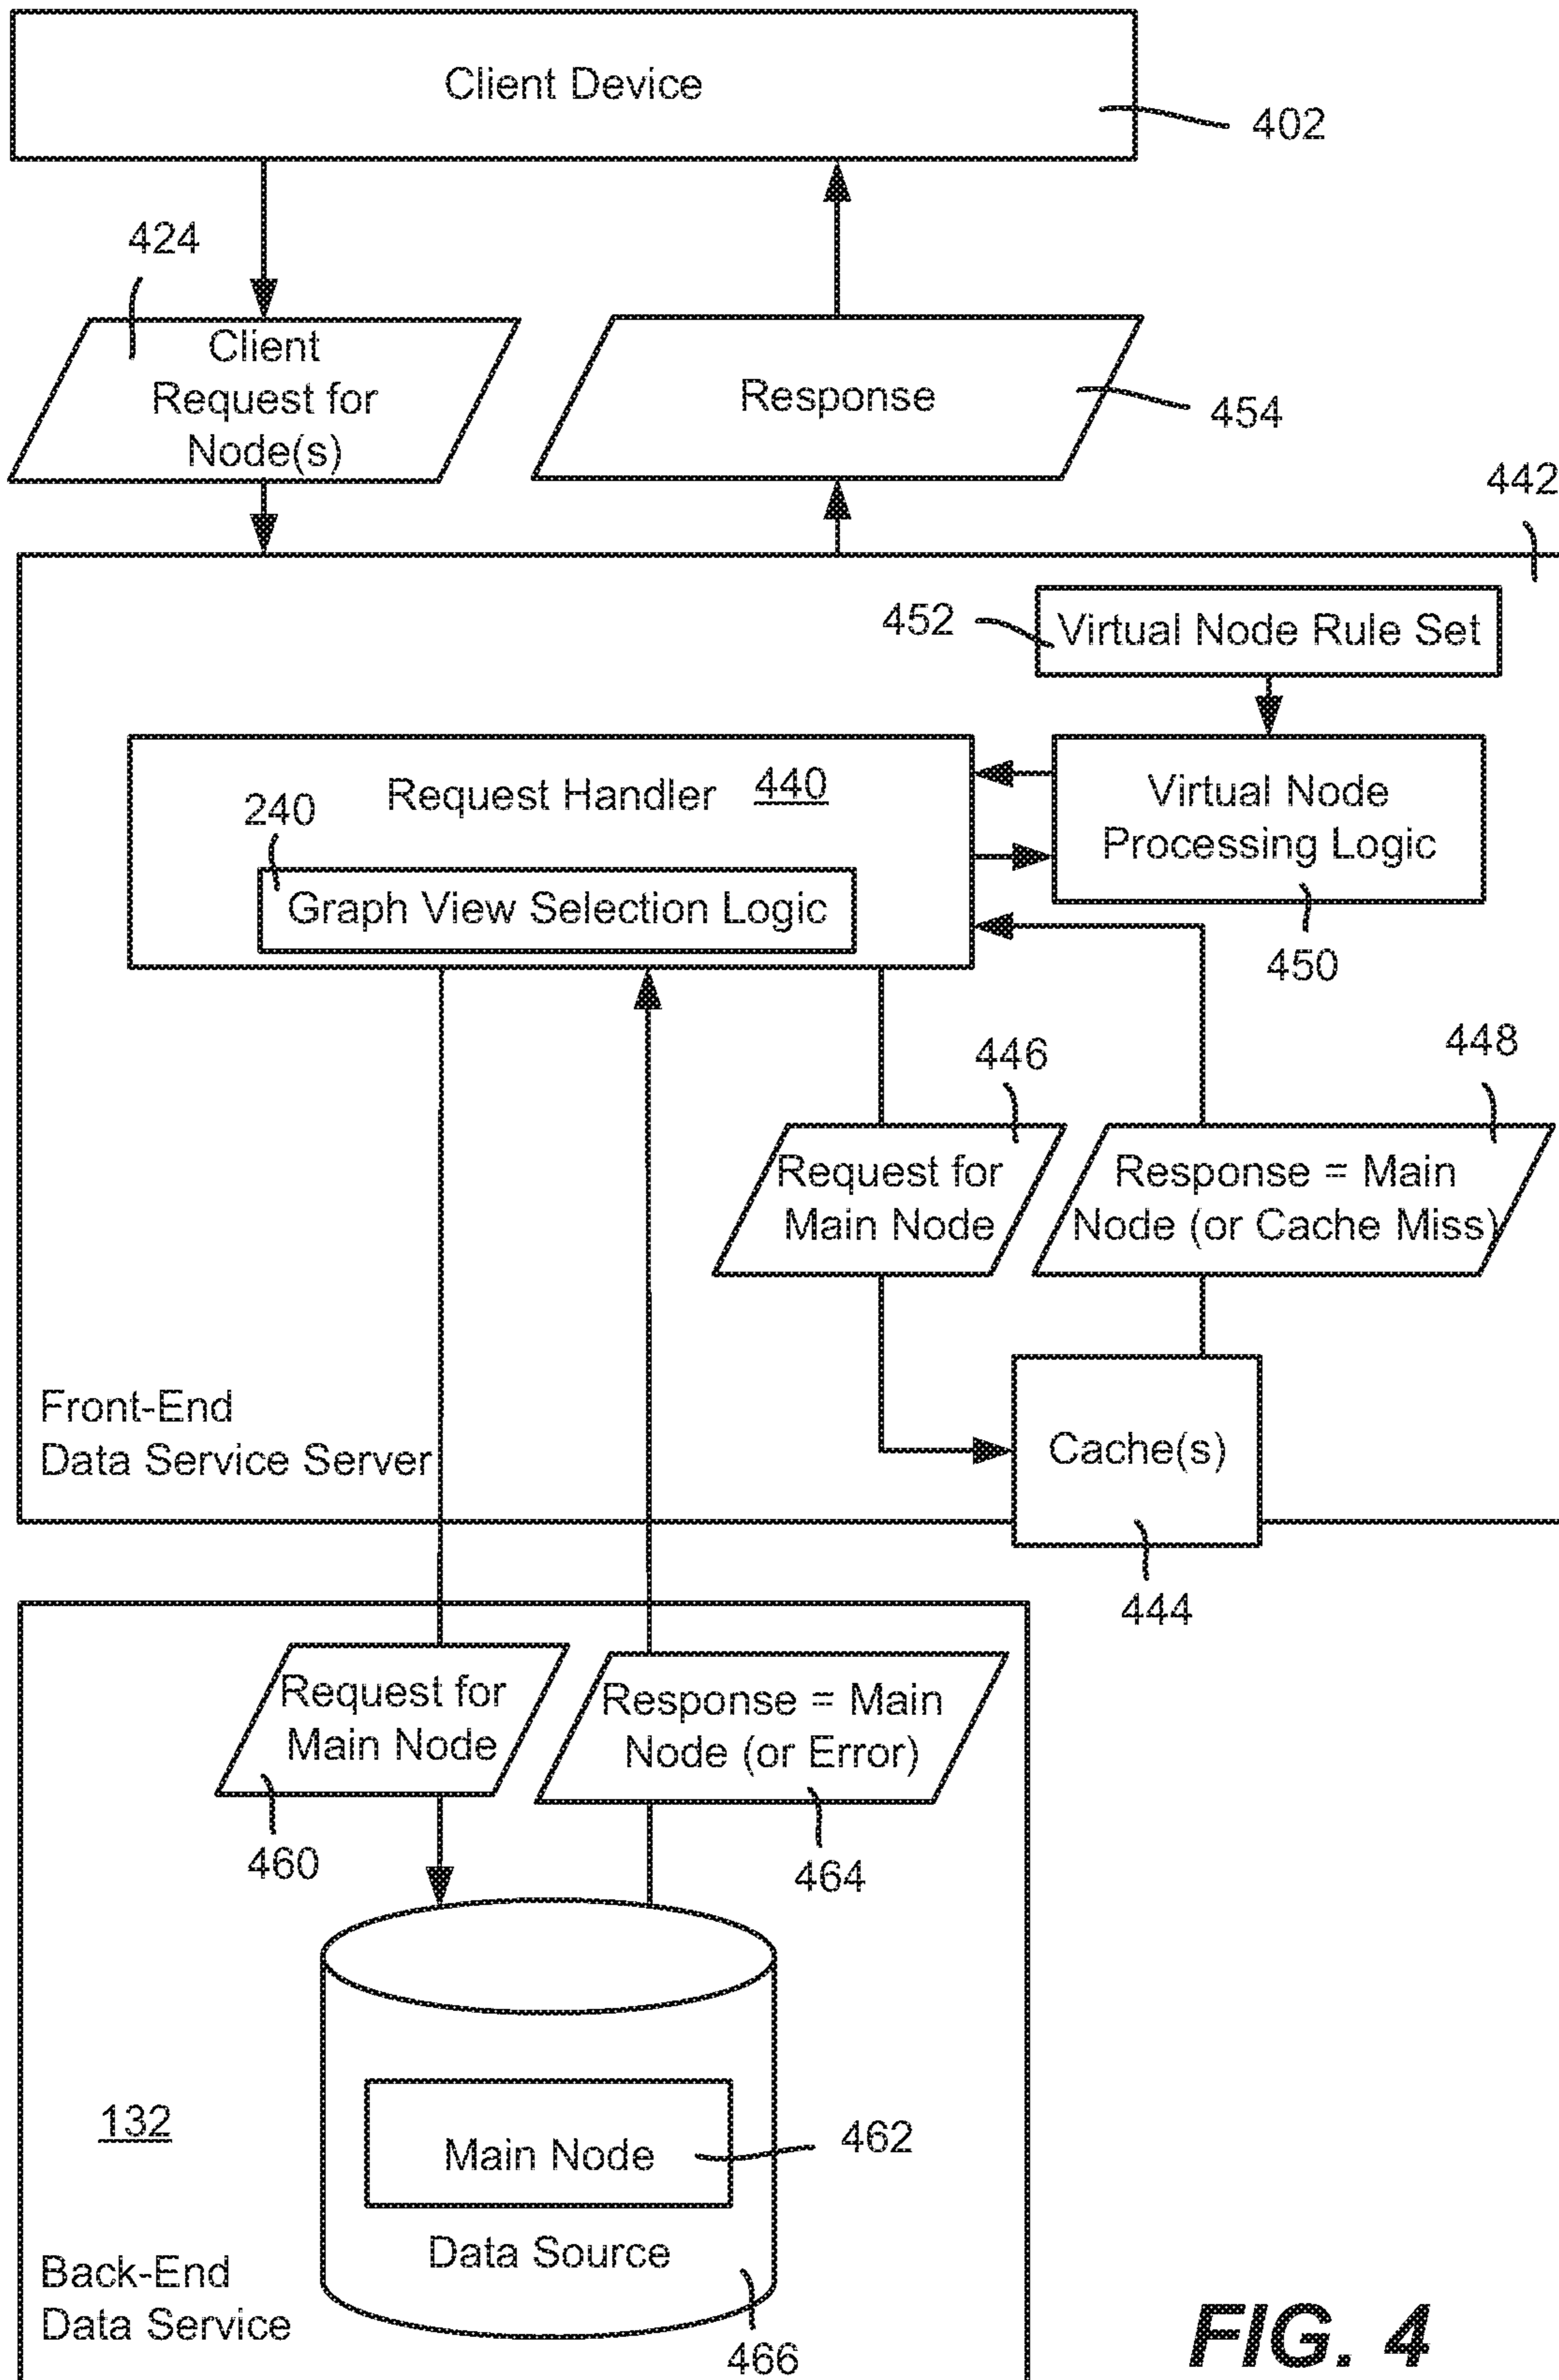 Client Device
402
424
Client
Request for
Node(s)
Response
454
442
452
Virtual Node Rule Set
Request Handler 440
240
Graph View Selection Logic
Virtual Node
Processing Logic
450
446
448
Request for
Main Node
Response = Main
Node (or Cache Miss)
Front-End
Data Service Server
Cache(s)
444
Request for
Main Node
Response = Main
Node (or Error)
460
464
132
Main Node
462
Data Source
Back-End
Data Service
466
FIG. 4